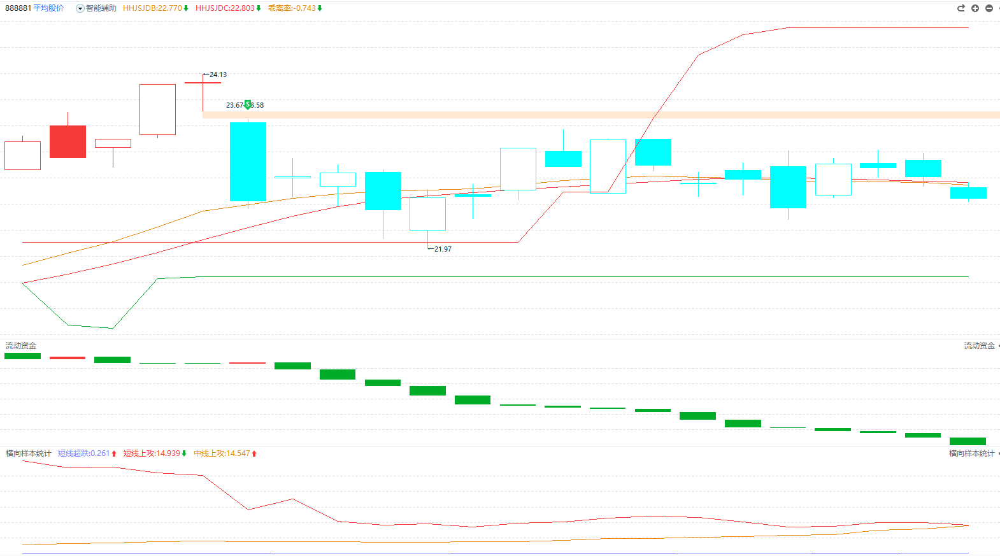 888881 平均股价 智能辅助 HHJSJDB:22.770 HHJSJDC:22.803 乖离率:-0.743
24.13
23.67 S 3.58
21.97
流动资金 流动资金
横向样本统计 短线超跌:0.261 短线上攻:14.939 中线上攻:14.547 横向样本统计